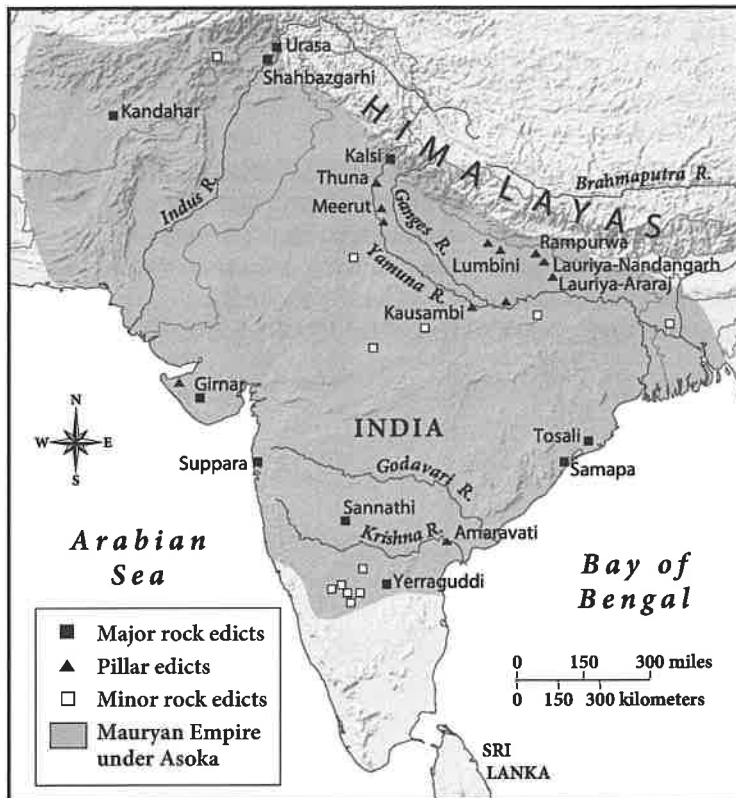 Urasa
Shahbazgarhi
Kandahar
HIMALAYAS
Kalsi
Thuna
Brahmaputra R.
Indus R.
Meerut
Ganges R.
Rampurwa
Lumbini
Lauriya-Nandangarh
Yamuna R.
Lauriya-Araraj
Kausambi
Girnar
N
W E
S
INDIA
Tosali
Suppara
Godavari R.
Samapa
Sannathi
Krishna R.
Amaravati
Arabian
Sea
Yerraguddi
Bay of
Bengal
Major rock edicts
Pillar edicts
Minor rock edicts
Mauryan Empire
under Asoka
0 150 300 miles
0 150 300 kilometers
SRI
LANKA